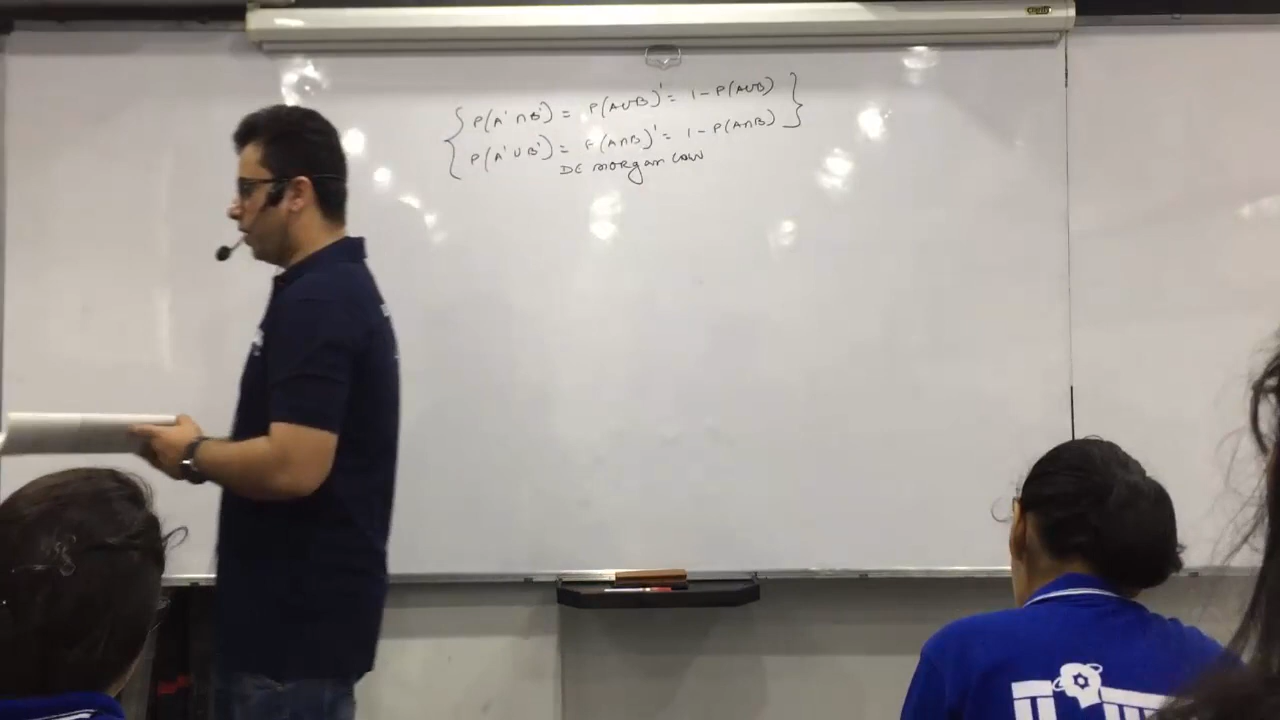 P(A' ∩ B') = P(A∪B)' = 1 - P(A∪B)
P(A' ∪ B') = P(A∩B)' = 1 - P(A∩B)
DE MORgan LaW